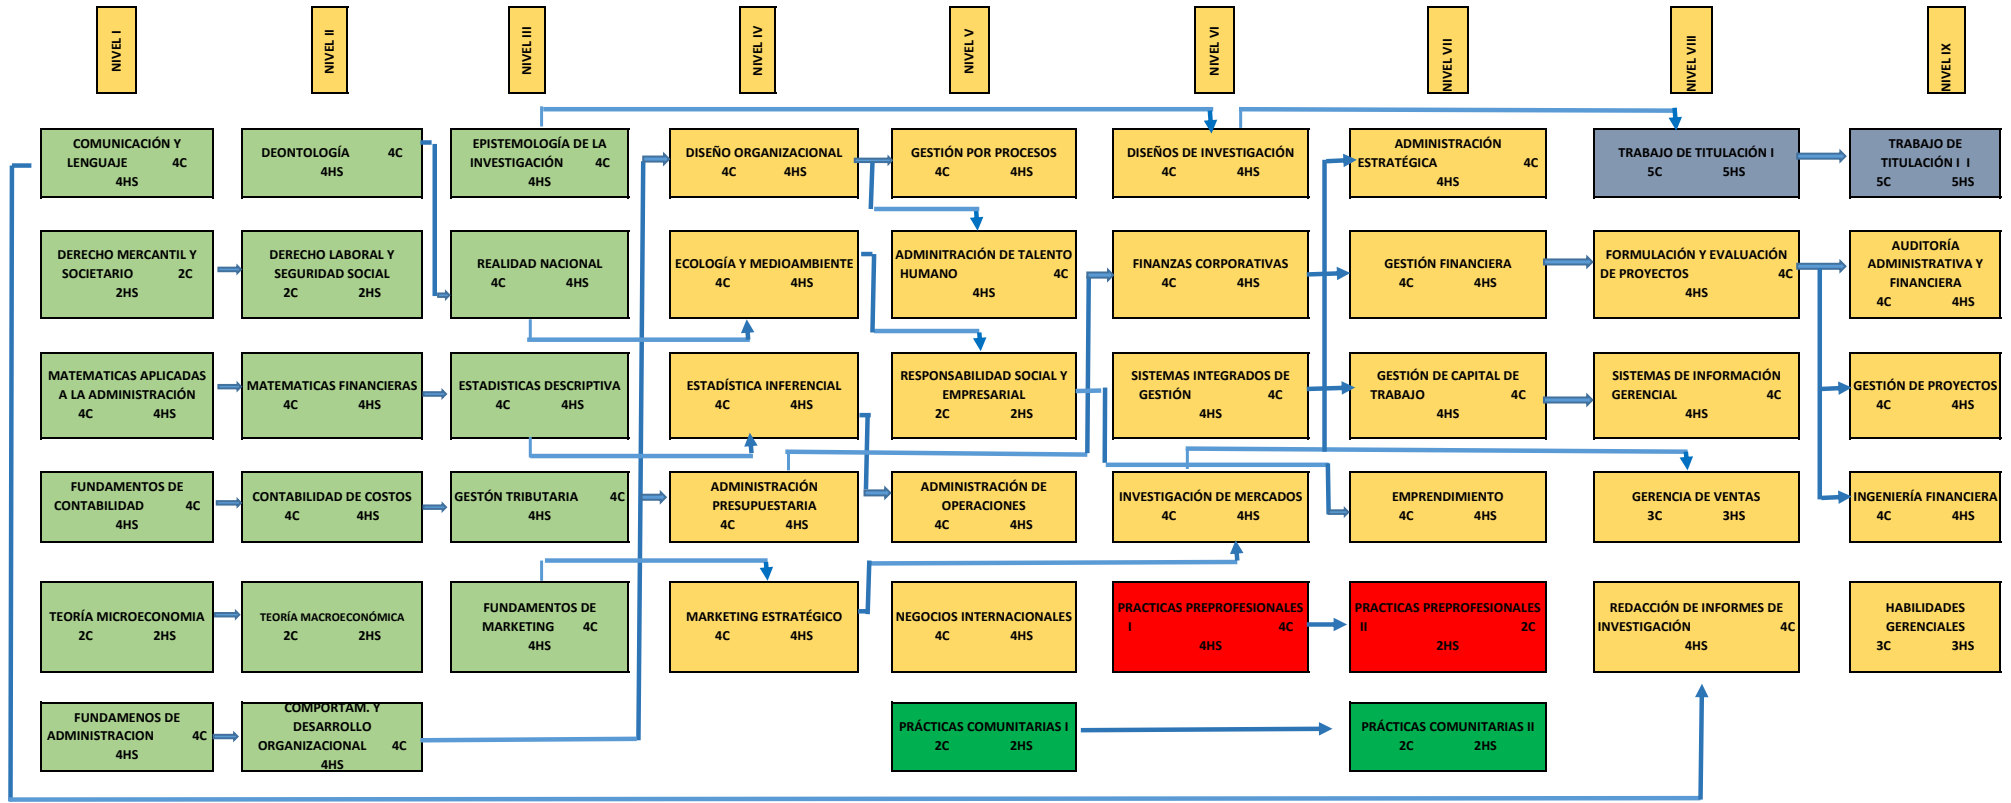 NIVEL I
NIVEL II
NIVEL III
NIVEL IV
NIVEL V
NIVEL VI
NIVEL VII
NIVEL VIII
NIVEL IX
COMUNICACIÓN Y
LENGUAJE 4C
4HS
DEONTOLOGÍA 4C
4HS
EPISTEMOLOGÍA DE LA
INVESTIGACIÓN 4C
4HS
DISEÑO ORGANIZACIONAL
4C 4HS
GESTIÓN POR PROCESOS
4C 4HS
DISEÑOS DE INVESTIGACIÓN
4C 4HS
ADMINISTRACIÓN
ESTRATÉGICA 4C
4HS
TRABAJO DE TITULACIÓN I
5C 5HS
TRABAJO DE
TITULACIÓN I I
5C 5HS
DERECHO MERCANTIL Y
SOCIETARIO 2C
2HS
DERECHO LABORAL Y
SEGURIDAD SOCIAL
2C 2HS
REALIDAD NACIONAL
4C 4HS
ECOLOGÍA Y MEDIOAMBIENTE
4C 4HS
ADMINITRACIÓN DE TALENTO
HUMANO 4C
4HS
FINANZAS CORPORATIVAS
4C 4HS
GESTIÓN FINANCIERA
4C 4HS
FORMULACIÓN Y EVALUACIÓN
DE PROYECTOS 4C
4HS
AUDITORÍA
ADMINISTRATIVA Y
FINANCIERA
4C 4HS
MATEMATICAS APLICADAS
A LA ADMINISTRACIÓN
4C 4HS
MATEMATICAS FINANCIERAS
4C 4HS
ESTADISTICAS DESCRIPTIVA
4C 4HS
ESTADÍSTICA INFERENCIAL
4C 4HS
RESPONSABILIDAD SOCIAL Y
EMPRESARIAL
2C 2HS
SISTEMAS INTEGRADOS DE
GESTIÓN 4C
4HS
GESTIÓN DE CAPITAL DE
TRABAJO 4C
4HS
SISTEMAS DE INFORMACIÓN
GERENCIAL 4C
4HS
GESTIÓN DE PROYECTOS
4C 4HS
FUNDAMENTOS DE
CONTABILIDAD 4C
4HS
CONTABILIDAD DE COSTOS
4C 4HS
GESTÓN TRIBUTARIA 4C
4HS
ADMINISTRACIÓN
PRESUPUESTARIA
4C 4HS
ADMINISTRACIÓN DE
OPERACIONES
4C 4HS
INVESTIGACIÓN DE MERCADOS
4C 4HS
EMPRENDIMIENTO
4C 4HS
GERENCIA DE VENTAS
3C 3HS
INGENIERÍA FINANCIERA
4C 4HS
TEORÍA MICROECONOMIA
2C 2HS
TEORÍA MACROECONÓMICA
2C 2HS
FUNDAMENTOS DE
MARKETING 4C
4HS
MARKETING ESTRATÉGICO
4C 4HS
NEGOCIOS INTERNACIONALES
4C 4HS
PRACTICAS PREPROFESIONALES
I 4C
4HS
PRACTICAS PREPROFESIONALES
II 2C
2HS
REDACCIÓN DE INFORMES DE
INVESTIGACIÓN 4C
4HS
HABILIDADES
GERENCIALES
3C 3HS
FUNDAMENOS DE
ADMINISTRACION 4C
4HS
COMPORTAM. Y
DESARROLLO
ORGANIZACIONAL 4C
4HS
PRÁCTICAS COMUNITARIAS I
2C 2HS
PRÁCTICAS COMUNITARIAS II
2C 2HS